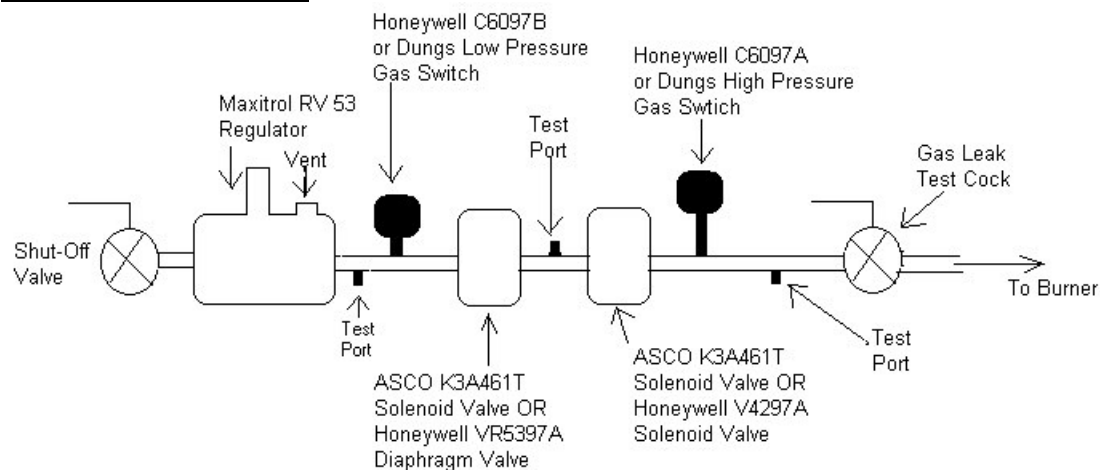 Honeywell C6097B
or Dungs Low Pressure
Gas Switch
Honeywell C6097A
or Dungs High Pressure
Gas Swtich
Maxitrol RV 53
Regulator
Vent
Test
Port
Gas Leak
Test Cock
Shut-Off
Valve
To Burner
Test
Port
Test
Port
ASCO K3A461T
Solenoid Valve OR
Honeywell VR5397A
Diaphragm Valve
ASCO K3A461T
Solenoid Valve OR
Honeywell V4297A
Solenoid Valve